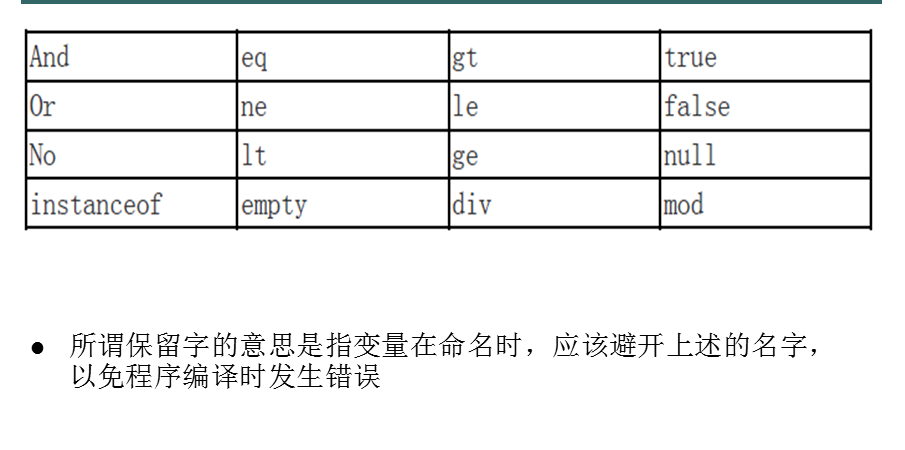 And eq gt true
Or ne le false
No lt ge null
instanceof empty div mod
● 所谓保留字的意思是指变量在命名时，应该避开上述的名字，
以免程序编译时发生错误